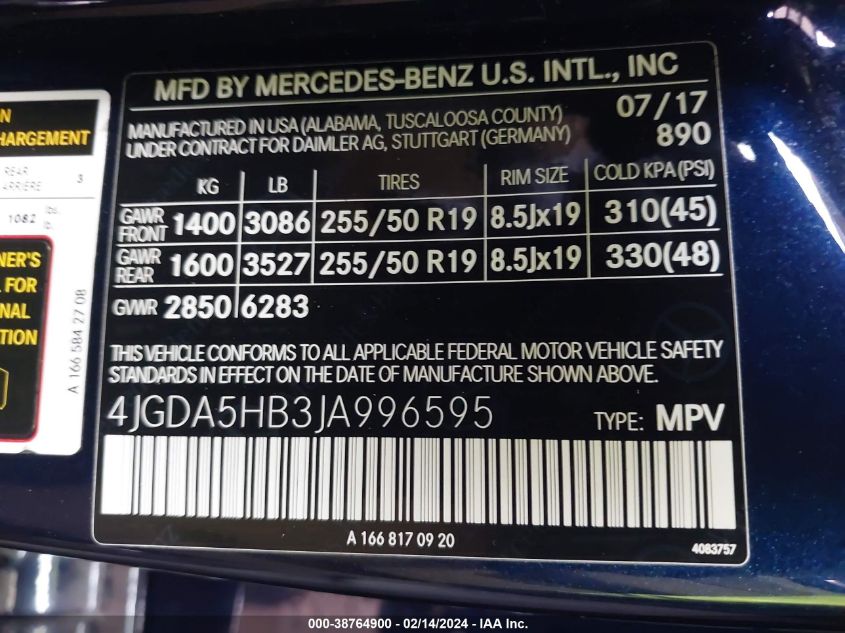 N
HARGEMENT
REAR
ARRIÈRE 3
1082 lbs. lb.
NER'S
L FOR
NAL
TION
A 166 584 27 08
MFD BY MERCEDES-BENZ U.S. INTL., INC
MANUFACTURED IN USA (ALABAMA, TUSCALOOSA COUNTY) 07/17
UNDER CONTRACT FOR DAIMLER AG, STUTTGART (GERMANY) 890
KG LB TIRES RIM SIZE COLD KPA (PSI)
GAWR FRONT 1400 3086 255/50 R19 8.5Jx19 310(45)
GAWR REAR 1600 3527 255/50 R19 8.5Jx19 330(48)
GVWR 2850 6283
THIS VEHICLE CONFORMS TO ALL APPLICABLE FEDERAL MOTOR VEHICLE SAFETY
STANDARDS IN EFFECT ON THE DATE OF MANUFACTURE SHOWN ABOVE.
4JGDA5HB3JA996595 TYPE: MPV
A 166 817 09 20
4083757
000-38764900 - 02/14/2024 - IAA Inc.